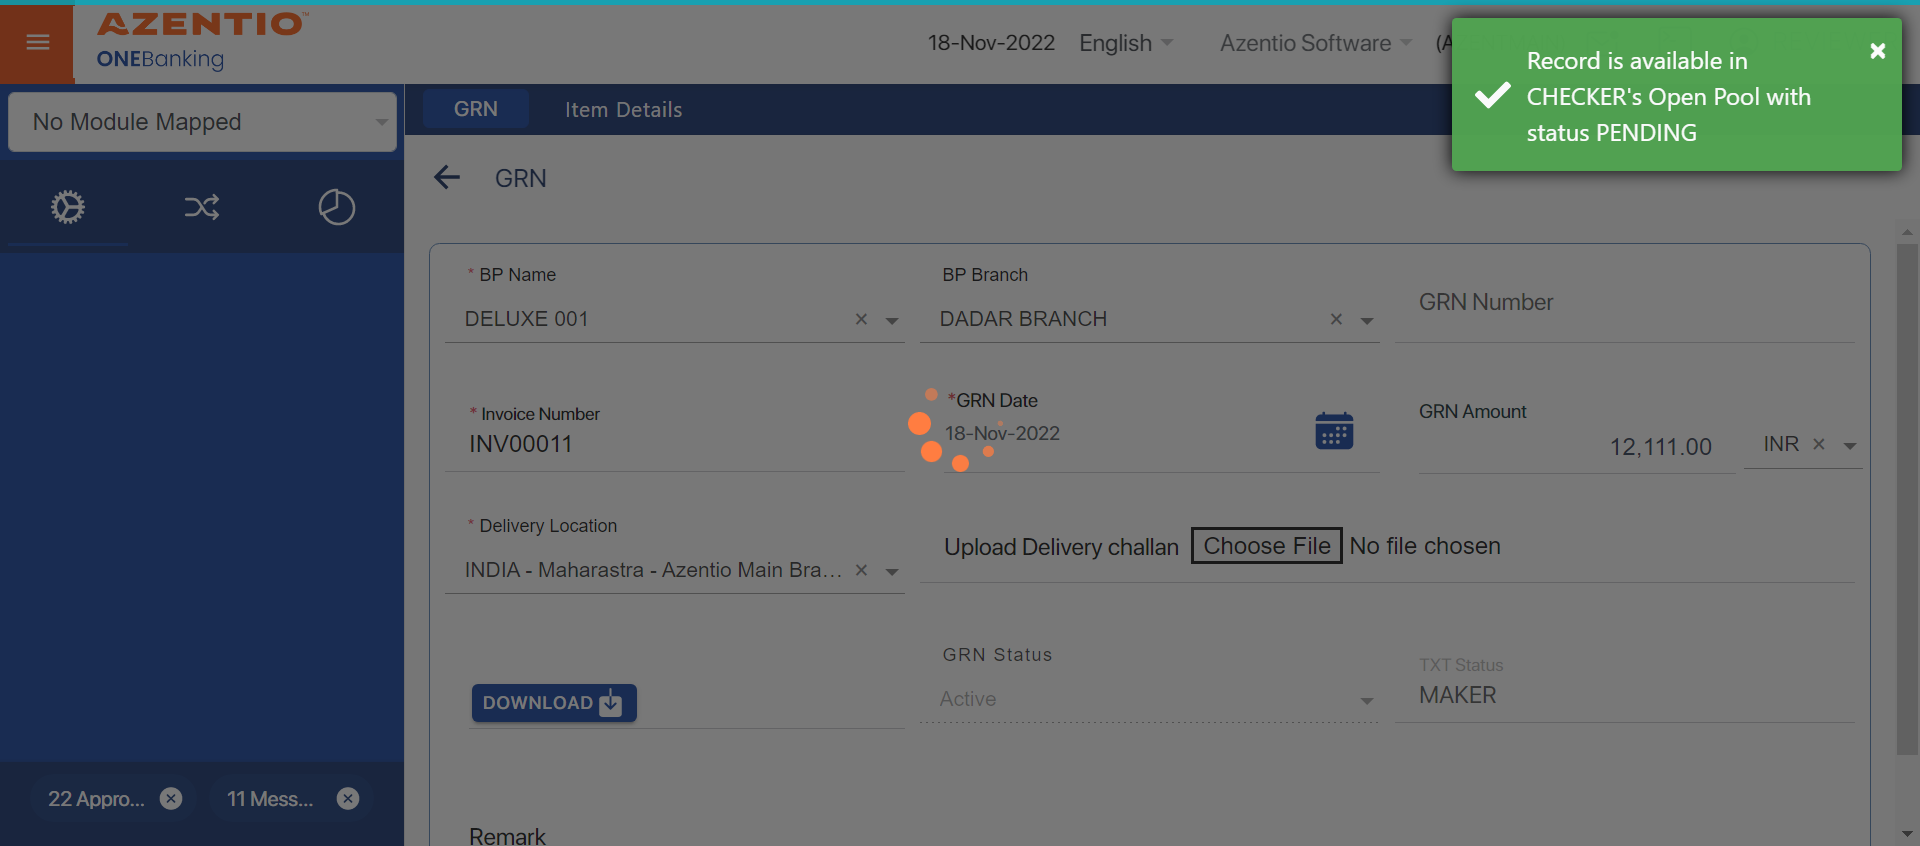 AZENTIO™
ONEBanking
18-Nov-2022
English
Azentio Software
(A
Record is available in
CHECKER's Open Pool with
status PENDING
No Module Mapped
GRN
Item Details
GRN
* BP Name
BP Branch
DELUXE 001
DADAR BRANCH
GRN Number
* Invoice Number
INV00011
*GRN Date
18-Nov-2022
GRN Amount
12,111.00
INR
* Delivery Location
INDIA - Maharastra - Azentio Main Bra...
Upload Delivery challan
Choose File
No file chosen
DOWNLOAD
GRN Status
Active
TXT Status
MAKER
22 Appro...
11 Mess...
Remark